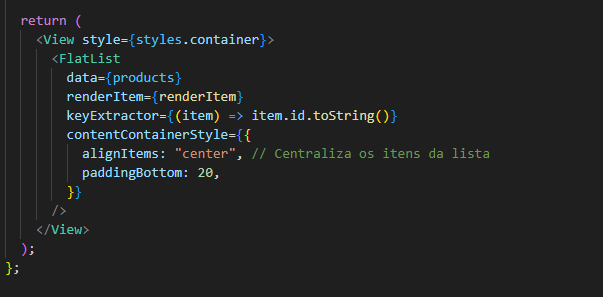 return (
<View style={styles.container}>
<FlatList
data={products}
renderItem={renderItem}
keyExtractor={(item) => item.id.toString()}
contentContainerStyle={{
alignItems: "center", // Centraliza os itens da lista
paddingBottom: 20,
}}
/>
</View>
);
};